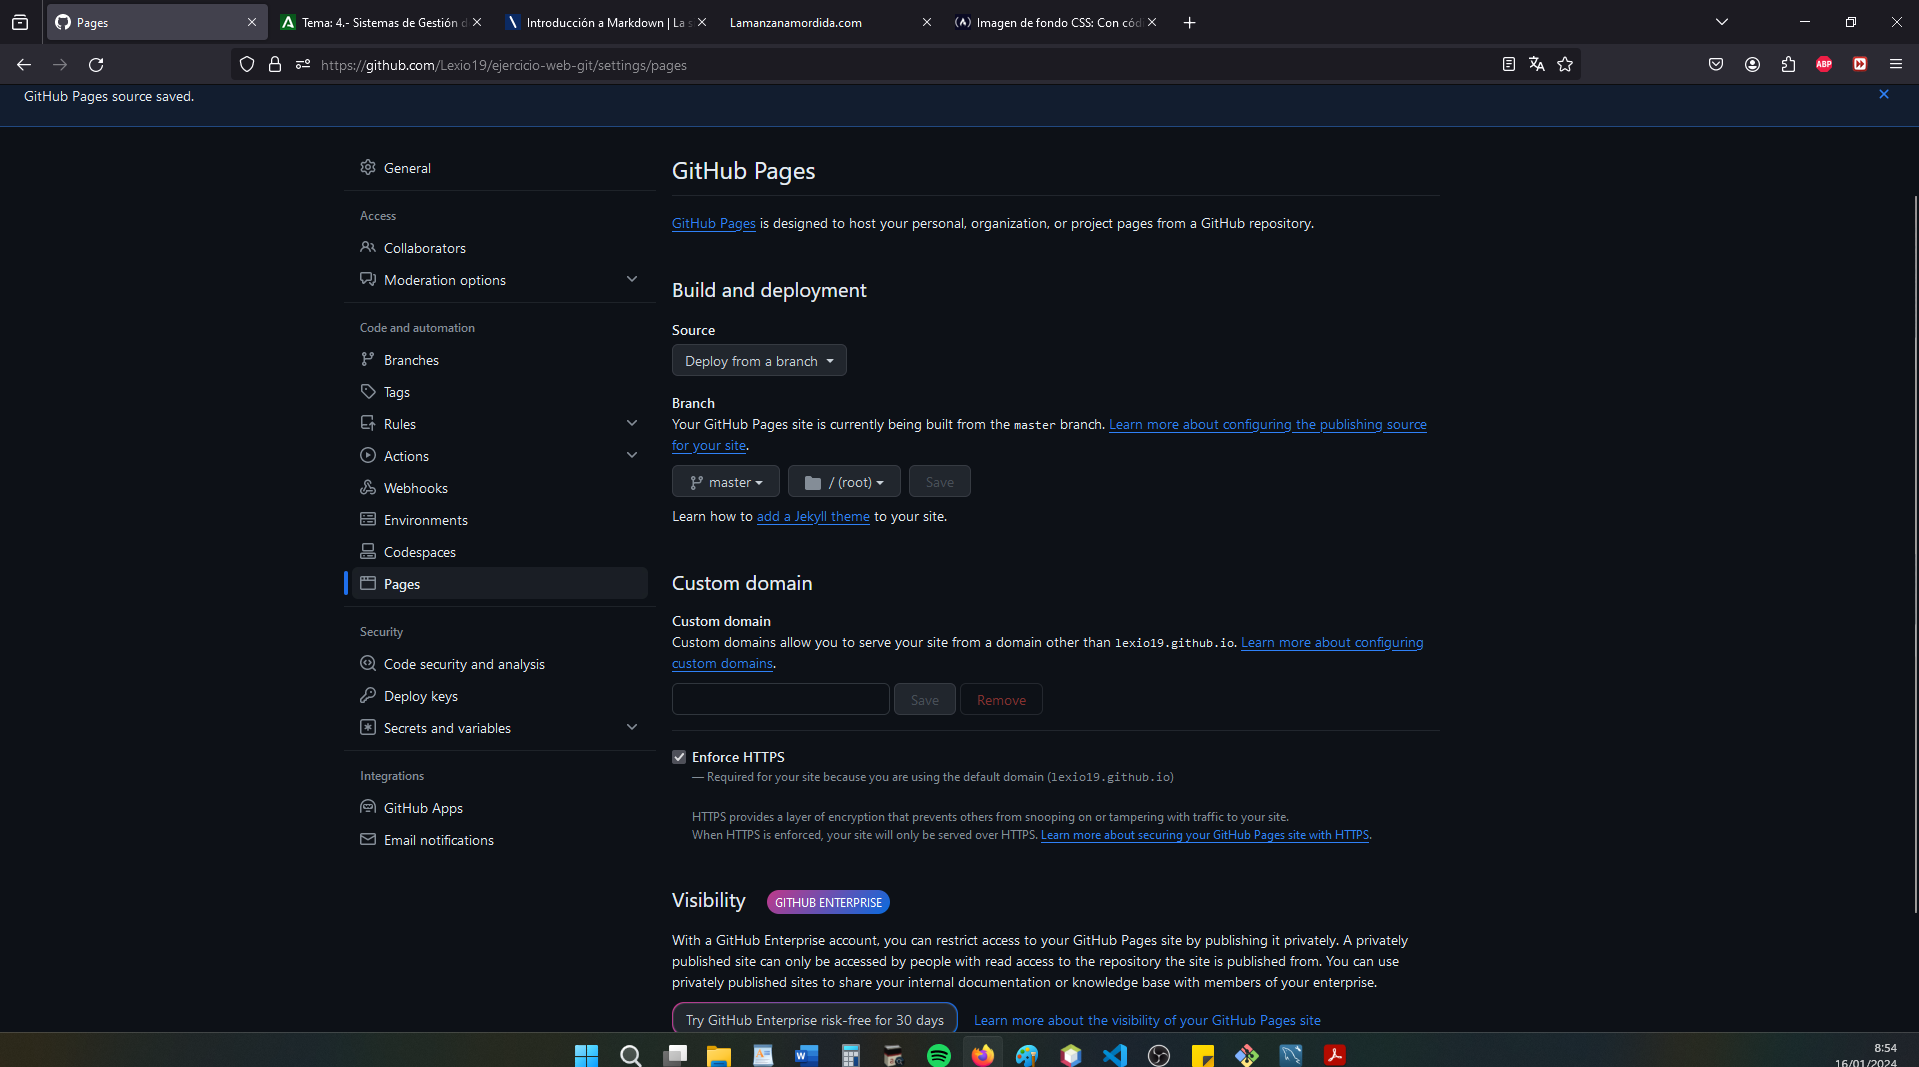 Pages
Tema: 4.- Sistemas de Gestión d
Introducción a Markdown | La s
Lamanzanamordida.com
Imagen de fondo CSS: Con códi
https://github.com/Lexio19/ejercicio-web-git/settings/pages
ABP
GitHub Pages source saved.
General
Access
Collaborators
Moderation options
Code and automation
Branches
Tags
Rules
Actions
Webhooks
Environments
Codespaces
Pages
Security
Code security and analysis
Deploy keys
Secrets and variables
Integrations
GitHub Apps
Email notifications
GitHub Pages
GitHub Pages is designed to host your personal, organization, or project pages from a GitHub repository.
Build and deployment
Source
Deploy from a branch
Branch
Your GitHub Pages site is currently being built from the master branch. Learn more about configuring the publishing source
for your site.
master
/ (root)
Save
Learn how to add a Jekyll theme to your site.
Custom domain
Custom domain
Custom domains allow you to serve your site from a domain other than lexio19.github.io. Learn more about configuring
custom domains.
Save
Remove
Enforce HTTPS
— Required for your site because you are using the default domain (lexio19.github.io)
HTTPS provides a layer of encryption that prevents others from snooping on or tampering with traffic to your site.
When HTTPS is enforced, your site will only be served over HTTPS. Learn more about securing your GitHub Pages site with HTTPS.
Visibility
GITHUB ENTERPRISE
With a GitHub Enterprise account, you can restrict access to your GitHub Pages site by publishing it privately. A privately
published site can only be accessed by people with read access to the repository the site is published from. You can use
privately published sites to share your internal documentation or knowledge base with members of your enterprise.
Try GitHub Enterprise risk-free for 30 days
Learn more about the visibility of your GitHub Pages site
8:54
16/01/2024